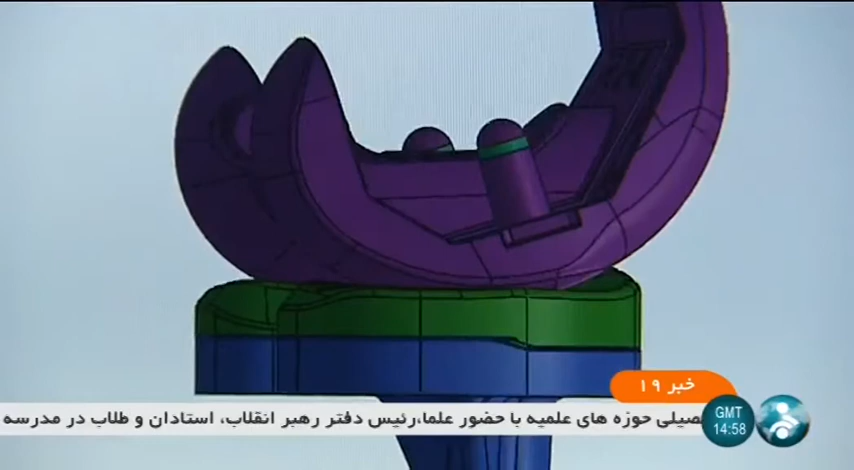 خبر ۱۹
صیلی حوزه های علمیه با حضور علما،رئیس دفتر رهبر انقلاب، استادان و طلاب در مدرسه
GMT
14:58